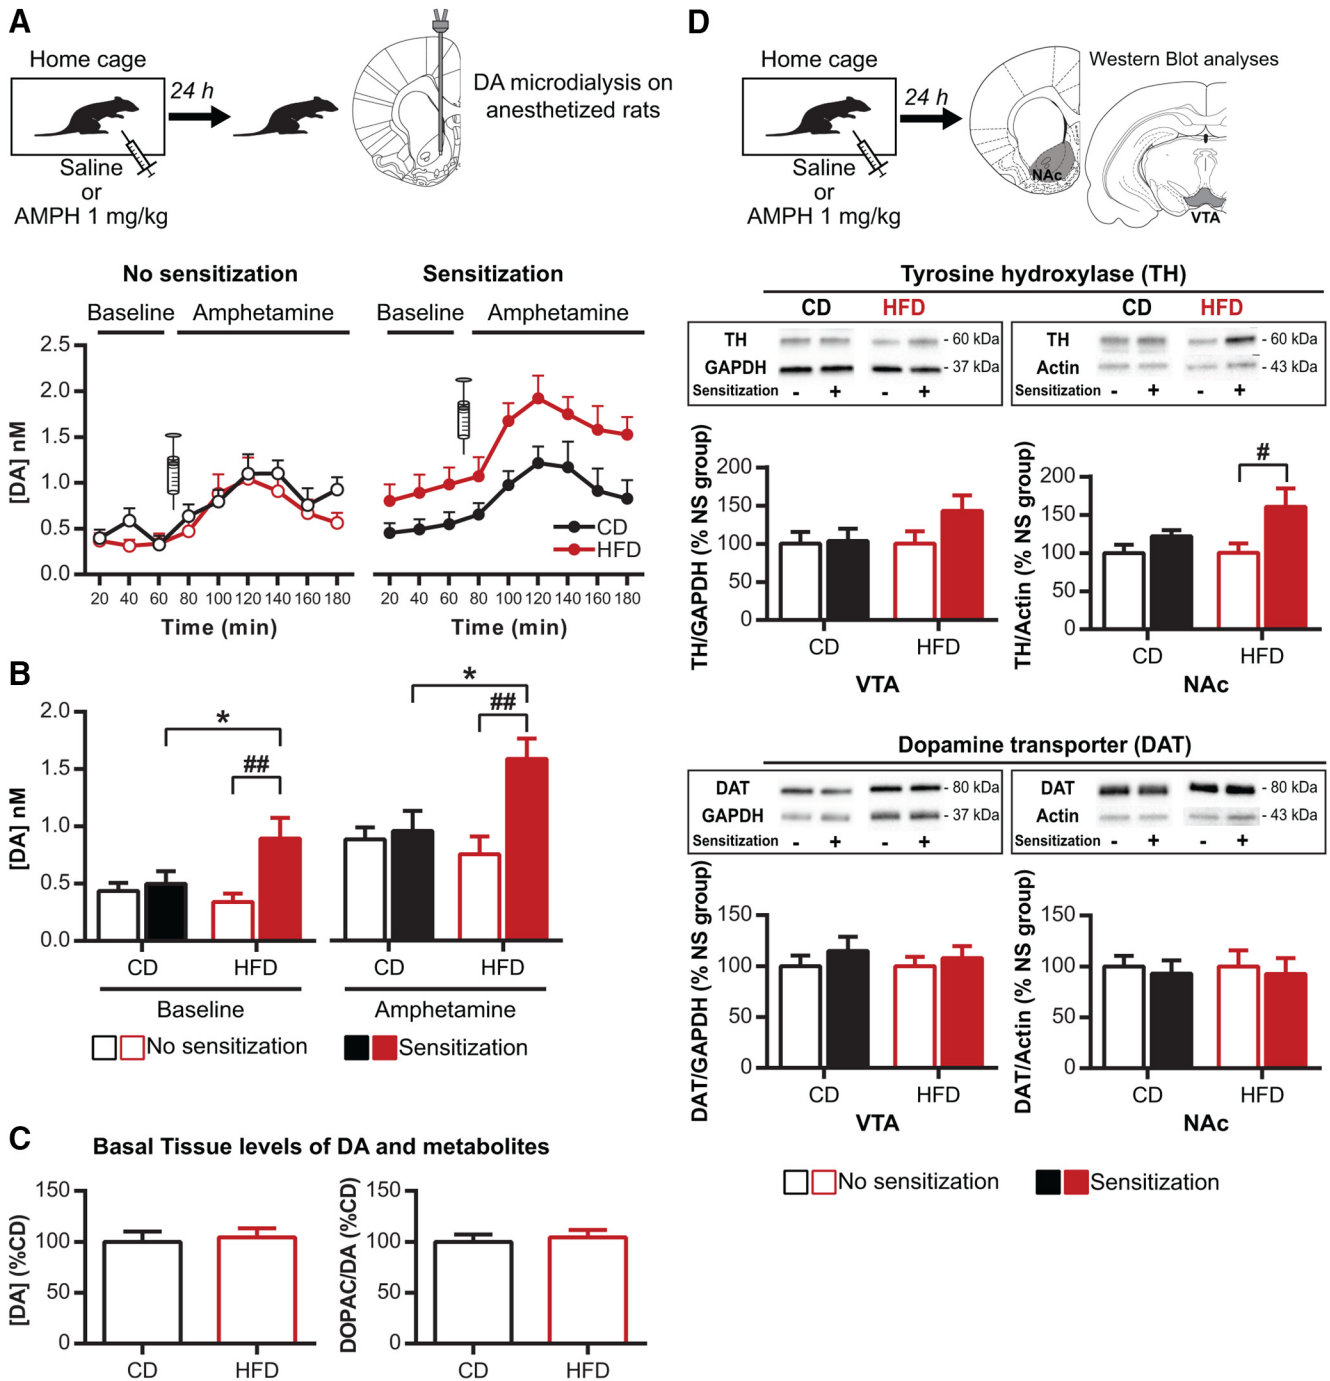 A
Home cage
24 h
Saline
or
AMPH 1 mg/kg
DA microdialysis on
anesthetized rats
No sensitization
Sensitization
Baseline Amphetamine
Baseline Amphetamine
[DA] nM
2.5
2.0
1.5
1.0
0.5
0.0
CD
HFD
20 40 60 80 100 120 140 160 180
20 40 60 80 100 120 140 160 180
Time (min)
Time (min)
B
[DA] nM
2.0
1.5
1.0
0.5
0.0
*
##
*
##
CD HFD
CD HFD
Baseline
Amphetamine
No sensitization
Sensitization
C
Basal Tissue levels of DA and metabolites
[DA] (%CD)
150
100
50
0
CD HFD
DOPAC/DA (%CD)
150
100
50
0
CD HFD
D
Home cage
24 h
Saline
or
AMPH 1 mg/kg
Western Blot analyses
NAc
VTA
Tyrosine hydroxylase (TH)
CD HFD
CD HFD
TH - 60 kDa
GAPDH - 37 kDa
Sensitization - + - +
TH - 60 kDa
Actin - 43 kDa
Sensitization - + - +
TH/GAPDH (% NS group)
200
150
100
50
0
CD HFD
VTA
TH/Actin (% NS group)
200
150
100
50
0
#
CD HFD
NAc
Dopamine transporter (DAT)
DAT - 80 kDa
GAPDH - 37 kDa
Sensitization - + - +
DAT - 80 kDa
Actin - 43 kDa
Sensitization - + - +
DAT/GAPDH (% NS group)
150
100
50
0
CD HFD
VTA
DAT/Actin (% NS group)
150
100
50
0
CD HFD
NAc
No sensitization
Sensitization